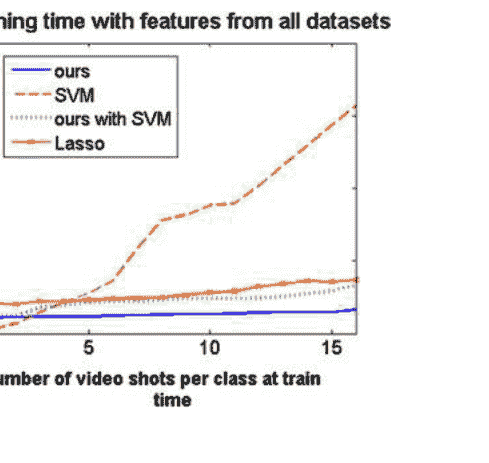 ning time with features from all datasets
ours
SVM
ours with SVM
Lasso
5 10 15
umber of video shots per class at train
time